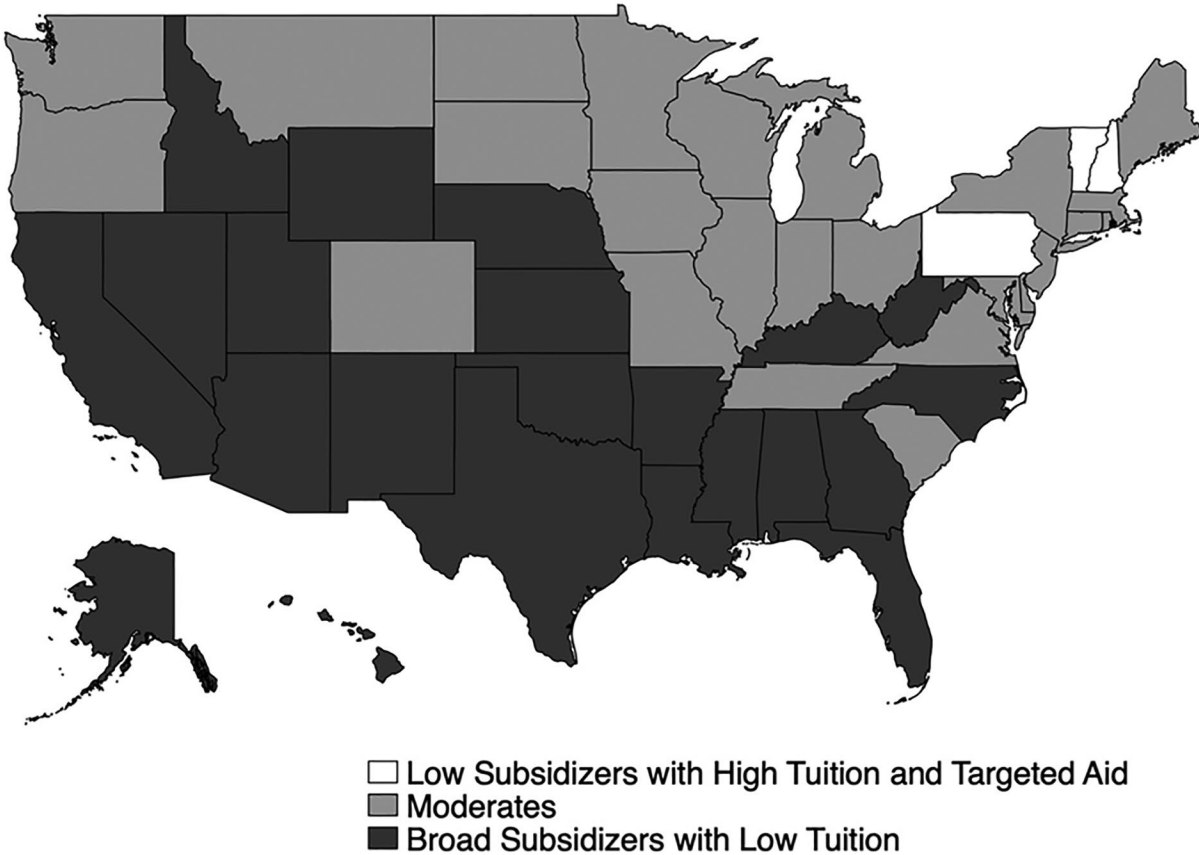 Low Subsidizers with High Tuition and Targeted Aid
Moderates
Broad Subsidizers with Low Tuition